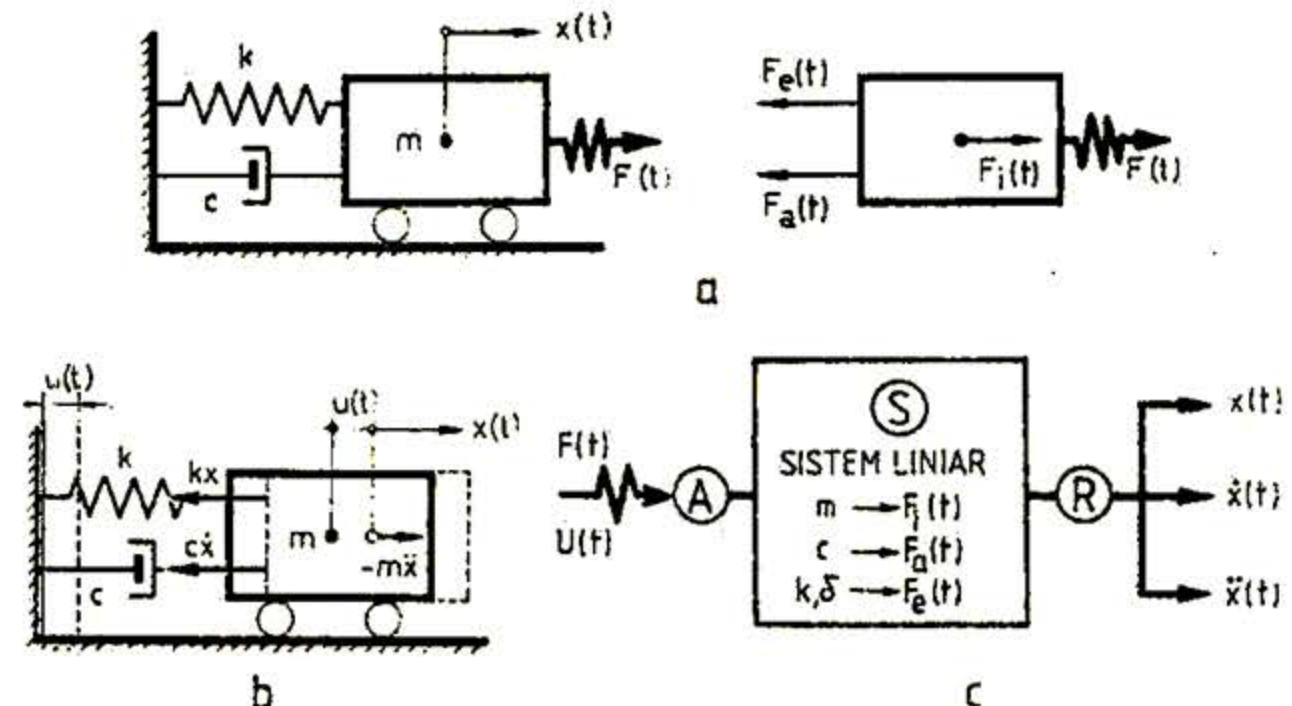 x(t)
k
m
c
F(t)
Fe(t)
Fa(t)
Fi(t)
F(t)
a
u(t)
u(t)
x(t)
k
kx
m
cẋ
-mẍ
c
b
F(t)
U(t)
A
S
SISTEM LINIAR
m → Fi(t)
c → Fa(t)
k,δ → Fe(t)
R
x(t)
ẋ(t)
ẍ(t)
c